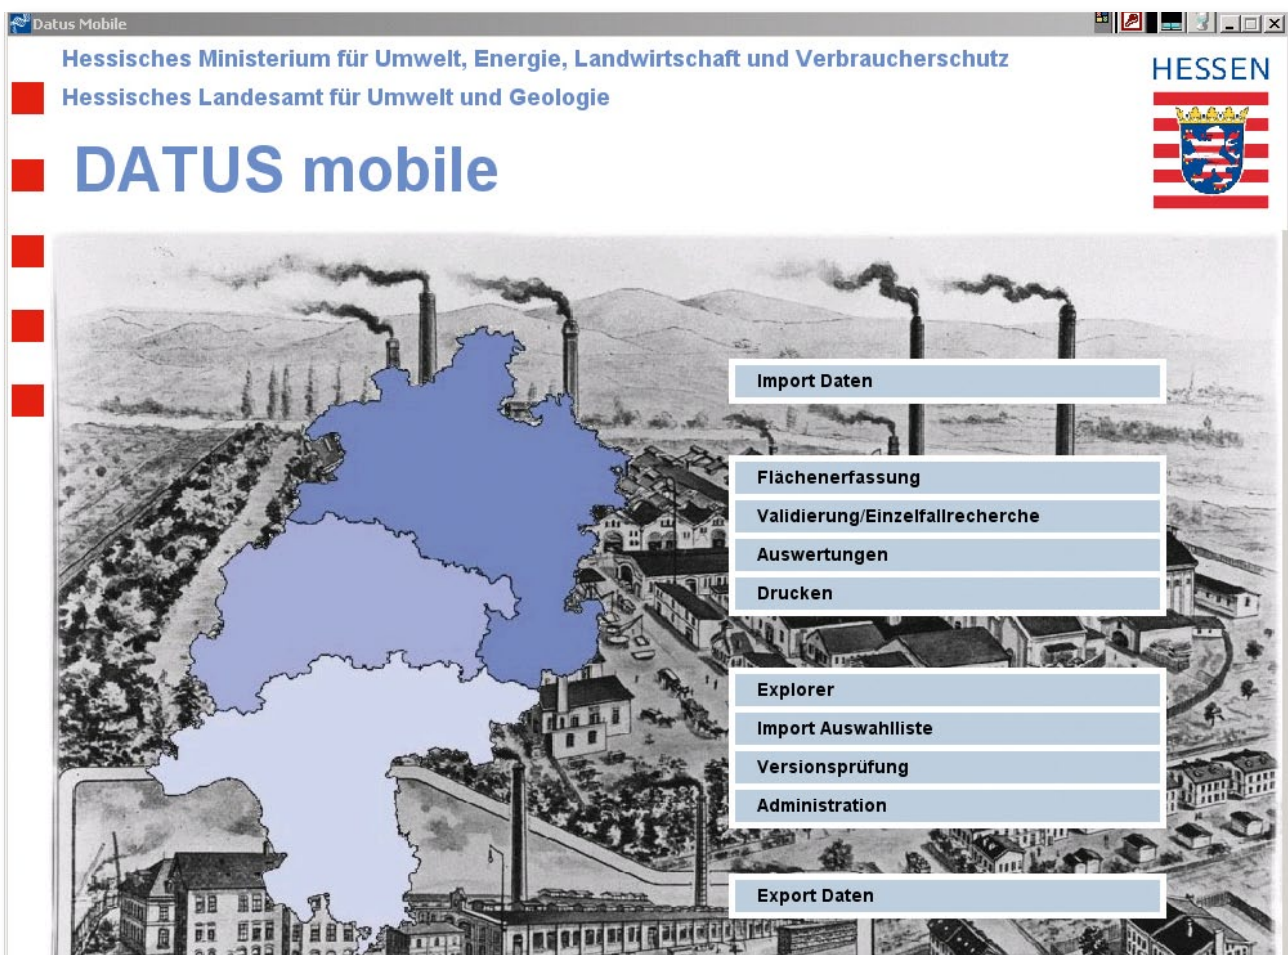 Datus Mobile
Hessisches Ministerium für Umwelt, Energie, Landwirtschaft und Verbraucherschutz
Hessisches Landesamt für Umwelt und Geologie
HESSEN
DATUS mobile
Import Daten
Flächenerfassung
Validierung/Einzelfallrecherche
Auswertungen
Drucken
Explorer
Import Auswahlliste
Versionsprüfung
Administration
Export Daten